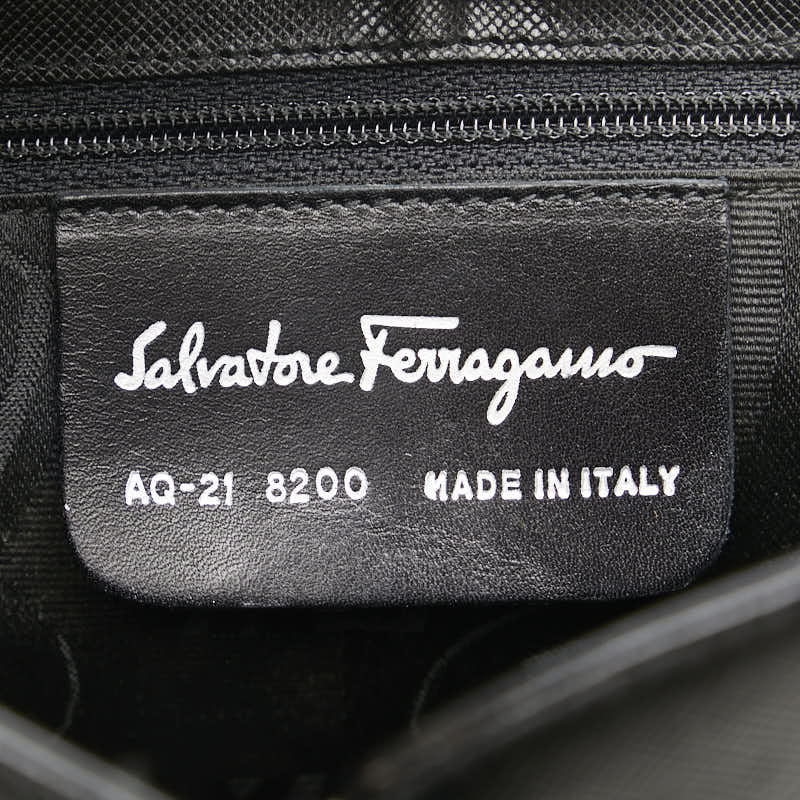 Salvatore Ferragamo
AQ-21 8200 MADE IN ITALY